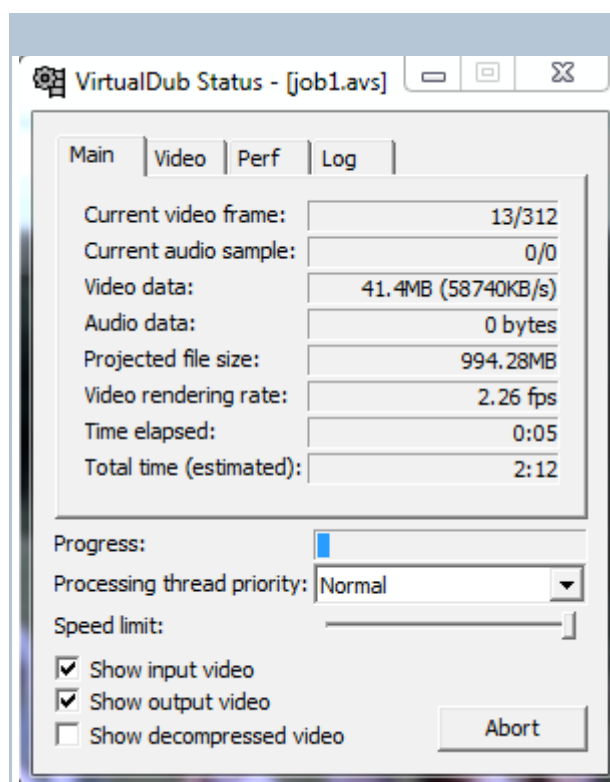 VirtualDub Status - [job1.avs]
Main Video Perf Log
Current video frame: 13/312
Current audio sample: 0/0
Video data: 41.4MB (58740KB/s)
Audio data: 0 bytes
Projected file size: 994.28MB
Video rendering rate: 2.26 fps
Time elapsed: 0:05
Total time (estimated): 2:12
Progress:
Processing thread priority: Normal
Speed limit:
Show input video
Show output video
Show decompressed video
Abort